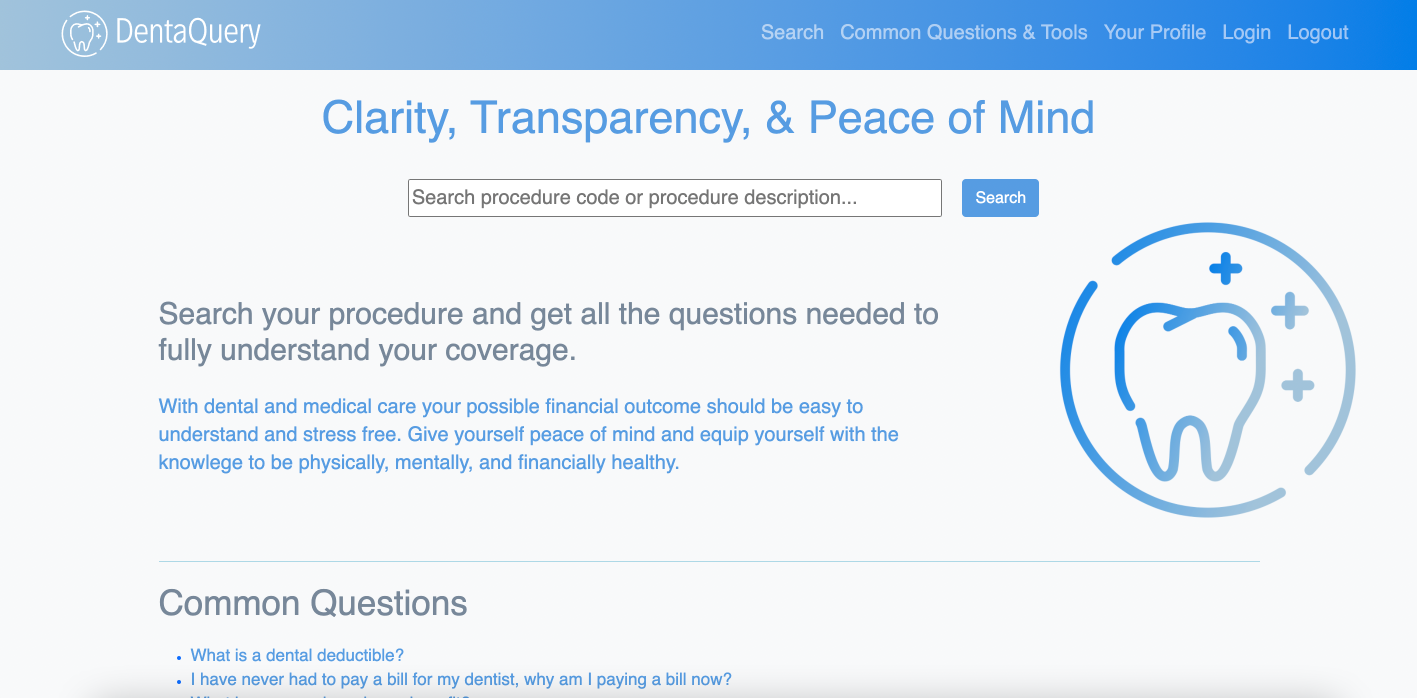 DentaQuery
Search Common Questions & Tools Your Profile Login Logout
Clarity, Transparency, & Peace of Mind
Search procedure code or procedure description...
Search
Search your procedure and get all the questions needed to
fully understand your coverage.
With dental and medical care your possible financial outcome should be easy to
understand and stress free. Give yourself peace of mind and equip yourself with the
knowlege to be physically, mentally, and financially healthy.
Common Questions
What is a dental deductible?
I have never had to pay a bill for my dentist, why am I paying a bill now?